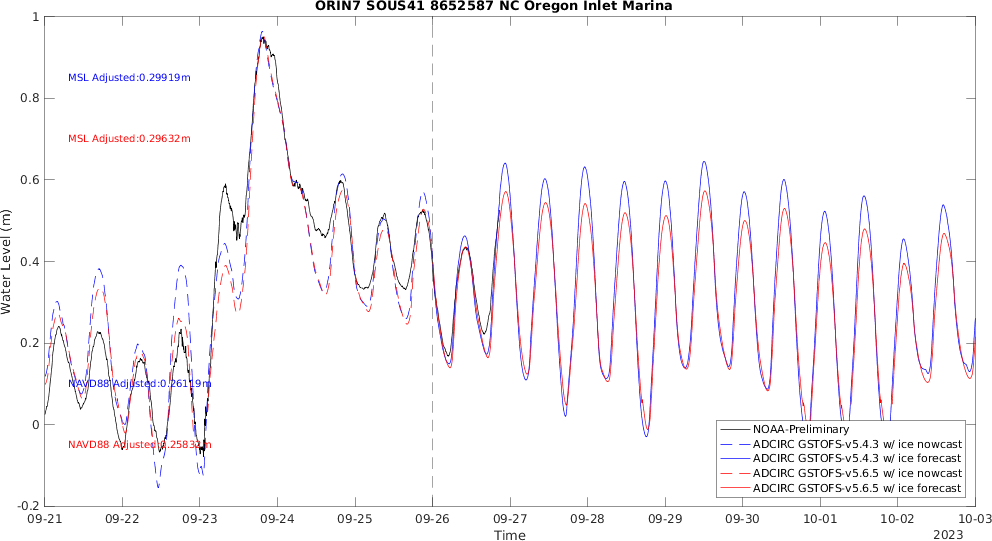 ORIN7 SOUS41 8652587 NC Oregon Inlet Marina
1
0.8
0.6
0.4
0.2
0
-0.2
Water Level (m)
MSL Adjusted:0.29919m
MSL Adjusted:0.29632m
NAVD88 Adjusted:0.26119m
NAVD88 Adjusted:0.25832m
NOAA-Preliminary
ADCIRC GSTOFS-v5.4.3 w/ ice nowcast
ADCIRC GSTOFS-v5.4.3 w/ ice forecast
ADCIRC GSTOFS-v5.6.5 w/ ice nowcast
ADCIRC GSTOFS-v5.6.5 w/ ice forecast
09-21 09-22 09-23 09-24 09-25 09-26 09-27 09-28 09-29 09-30 10-01 10-02 10-03
Time
2023